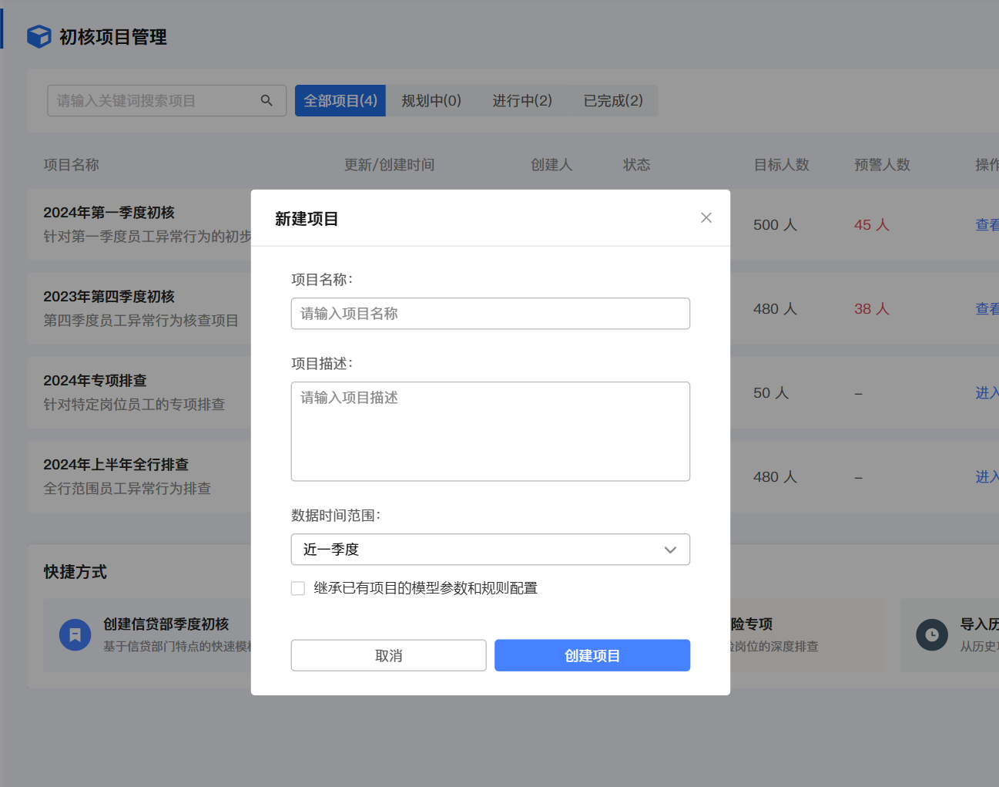 初核项目管理
请输入关键词搜索项目
全部项目(4) 规划中(0) 进行中(2) 已完成(2)
项目名称 更新/创建时间 创建人 状态 目标人数 预警人数 操作
2024年第一季度初核
针对第一季度员工异常行为的初步
500 人 45 人 查看
2023年第四季度初核
第四季度员工异常行为核查项目
480 人 38 人 查看
2024年专项排查
针对特定岗位员工的专项排查
50 人 – 进入
2024年上半年全行排查
全行范围员工异常行为排查
480 人 – 进入
新建项目
项目名称：
请输入项目名称
项目描述：
请输入项目描述
数据时间范围：
近一季度
继承已有项目的模型参数和规则配置
取消 创建项目
快捷方式
创建信贷部季度初核
基于信贷部门特点的快速模
险专项
岗位的深度排查
导入历
从历史